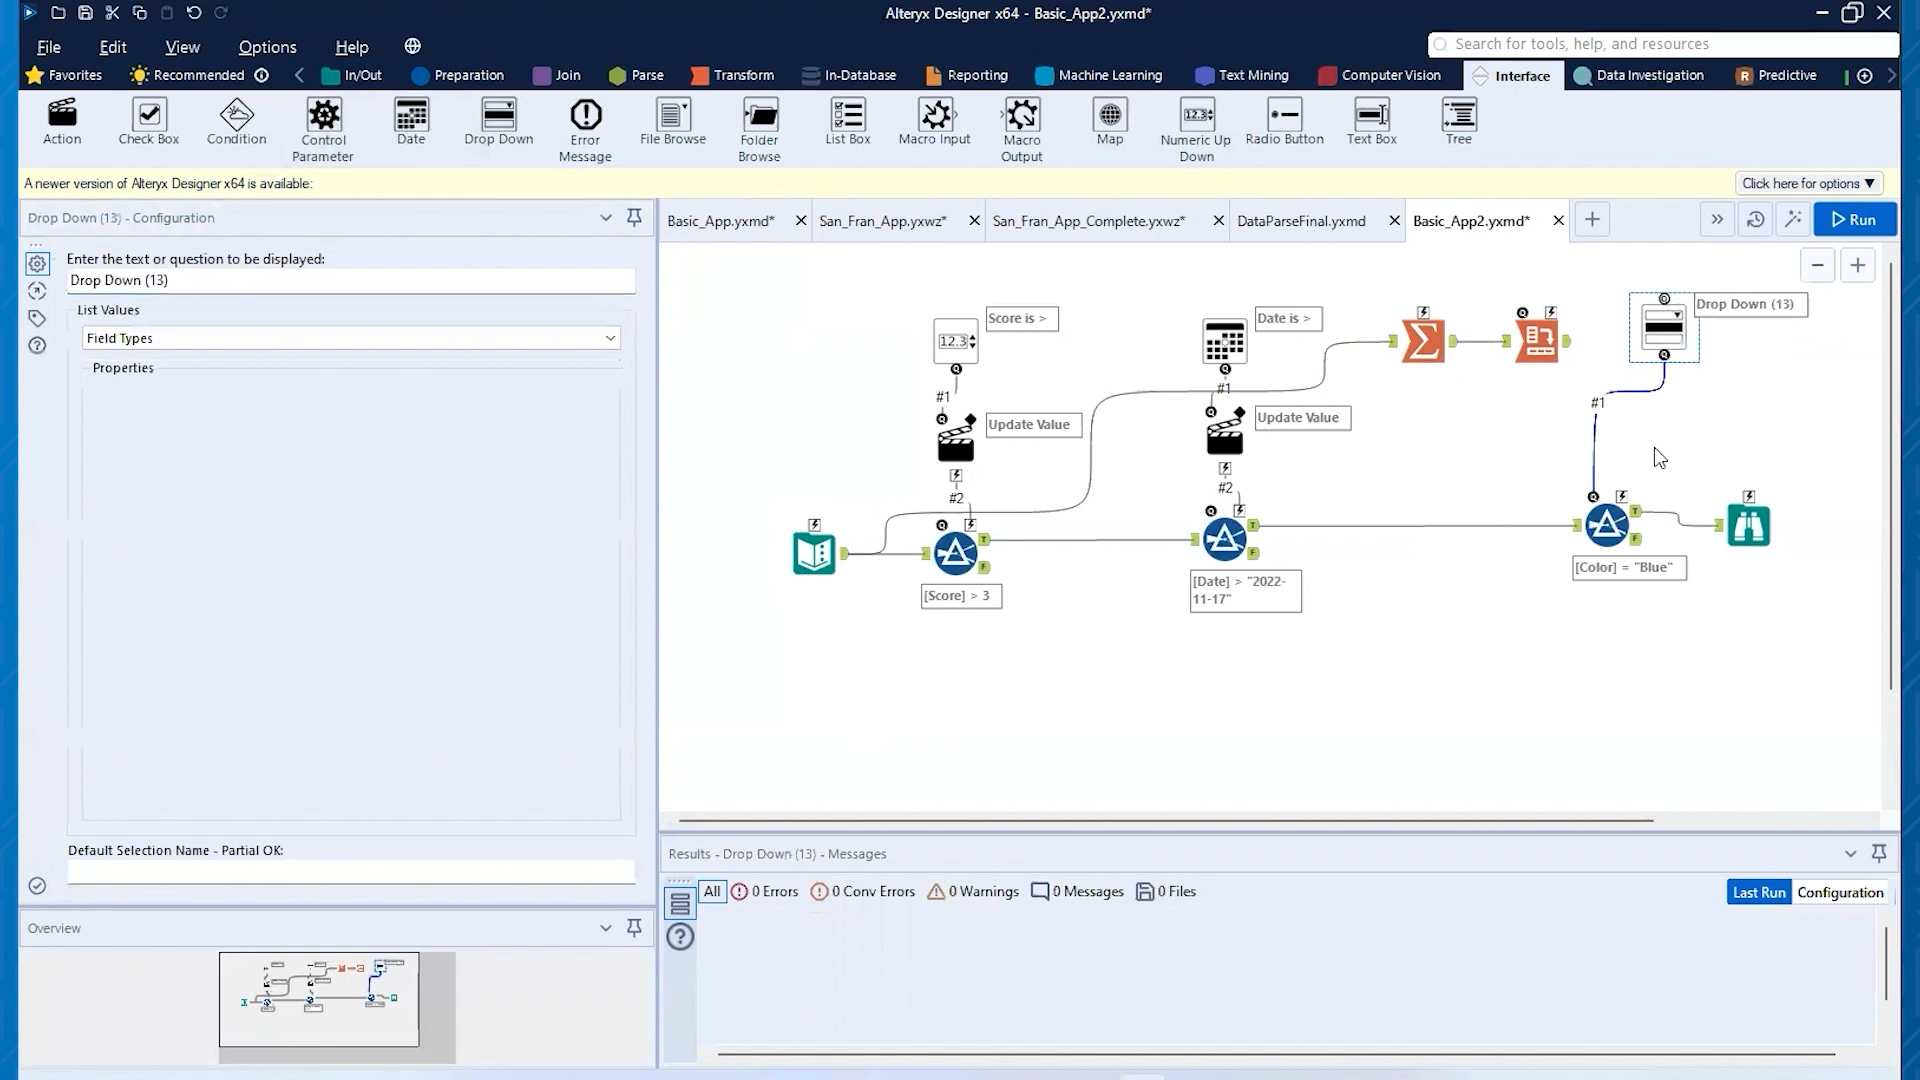 Alteryx Designer x64 - Basic_App2.yxmd*
File Edit View Options Help
Search for tools, help, and resources
Favorites Recommended In/Out Preparation Join Parse Transform In-Database Reporting Machine Learning Text Mining Computer Vision Interface Data Investigation R Predictive
Action
Check Box
Condition
Control
Parameter
Date
Drop Down
Error
Message
File Browse
Folder
Browse
List Box
Macro Input
Macro
Output
Map
12.3
Numeric Up
Down
Radio Button
Text Box
Tree
A newer version of Alteryx Designer x64 is available:
Click here for options ▼
Drop Down (13) - Configuration
Basic_App.yxmd*
San_Fran_App.yxwz*
San_Fran_App_Complete.yxwz*
DataParseFinal.yxmd
Basic_App2.yxmd*
Run
Enter the text or question to be displayed:
Drop Down (13)
List Values
Field Types
Properties
Default Selection Name - Partial OK:
Overview
Score is >
12.3
#1
Update Value
#2
[Score] > 3
Date is >
#1
Update Value
#2
[Date] > "2022-
11-17"
Drop Down (13)
#1
[Color] = "Blue"
T
F
T
F
T
F
Results - Drop Down (13) - Messages
All 0 Errors 0 Conv Errors 0 Warnings 0 Messages 0 Files
Last Run Configuration